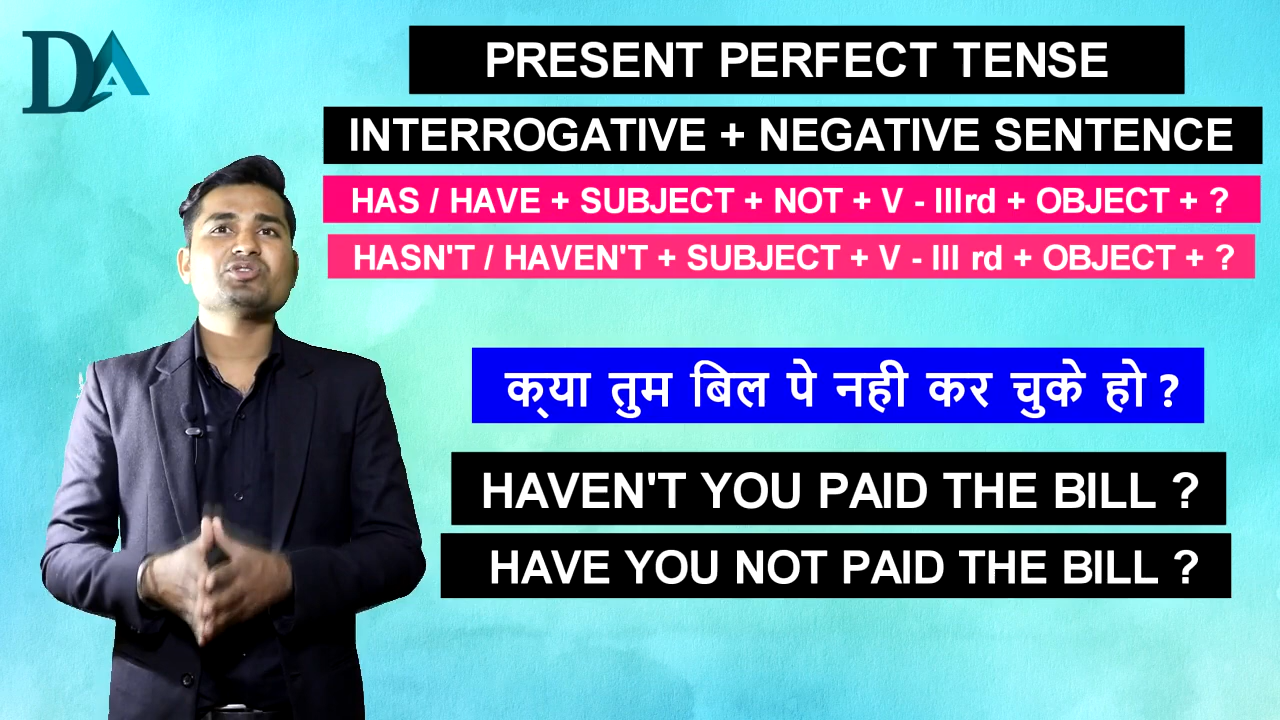 DA
PRESENT PERFECT TENSE
INTERROGATIVE + NEGATIVE SENTENCE
HAS / HAVE + SUBJECT + NOT + V - IIIrd + OBJECT + ?
HASN'T / HAVEN'T + SUBJECT + V - III rd + OBJECT + ?
क्‌या तुम बिल पे नही कर चुके हो ?
HAVEN'T YOU PAID THE BILL ?
HAVE YOU NOT PAID THE BILL ?